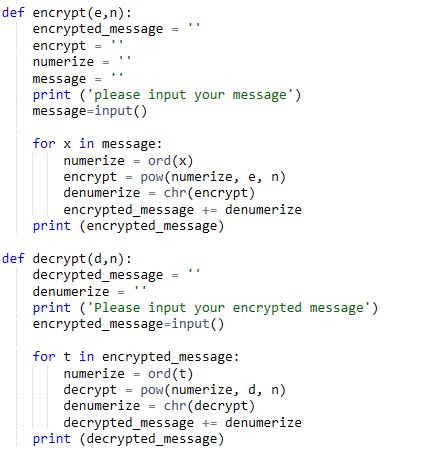 def encrypt(e,n):
    encrypted_message = ''
    encrypt = ''
    numerize = ''
    message = ''
    print ('please input your message')
    message=input()

    for x in message:
        numerize = ord(x)
        encrypt = pow(numerize, e, n)
        denumerize = chr(encrypt)
        encrypted_message += denumerize
    print (encrypted_message)

def decrypt(d,n):
    decrypted_message = ''
    denumerize = ''
    print ('Please input your encrypted message')
    encrypted_message=input()

    for t in encrypted_message:
        numerize = ord(t)
        decrypt = pow(numerize, d, n)
        denumerize = chr(decrypt)
        decrypted_message += denumerize
    print (decrypted_message)